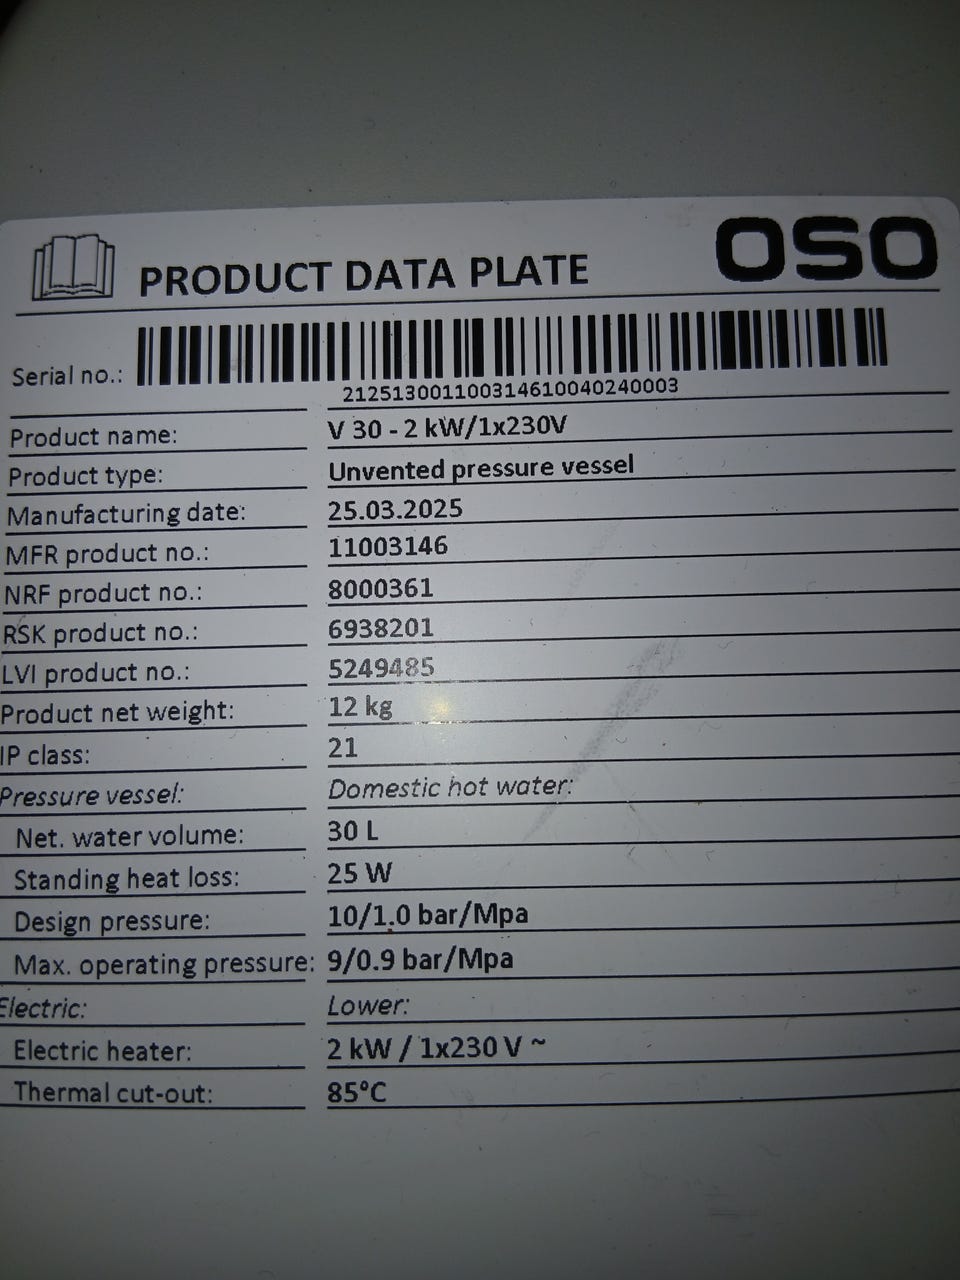 PRODUCT DATA PLATE OSO
Serial no.:
2125130011003146100402400​03
Product name: V 30 - 2 kW/1x230V
Product type: Unvented pressure vessel
Manufacturing date: 25.03.2025
MFR product no.: 11003146
NRF product no.: 8000361
RSK product no.: 6938201
LVI product no.: 5249485
Product net weight: 12 kg
IP class: 21
Pressure vessel: Domestic hot water:
Net. water volume: 30 L
Standing heat loss: 25 W
Design pressure: 10/1.0 bar/Mpa
Max. operating pressure: 9/0.9 bar/Mpa
Electric: Lower:
Electric heater: 2 kW / 1x230 V ~
Thermal cut-out: 85°C